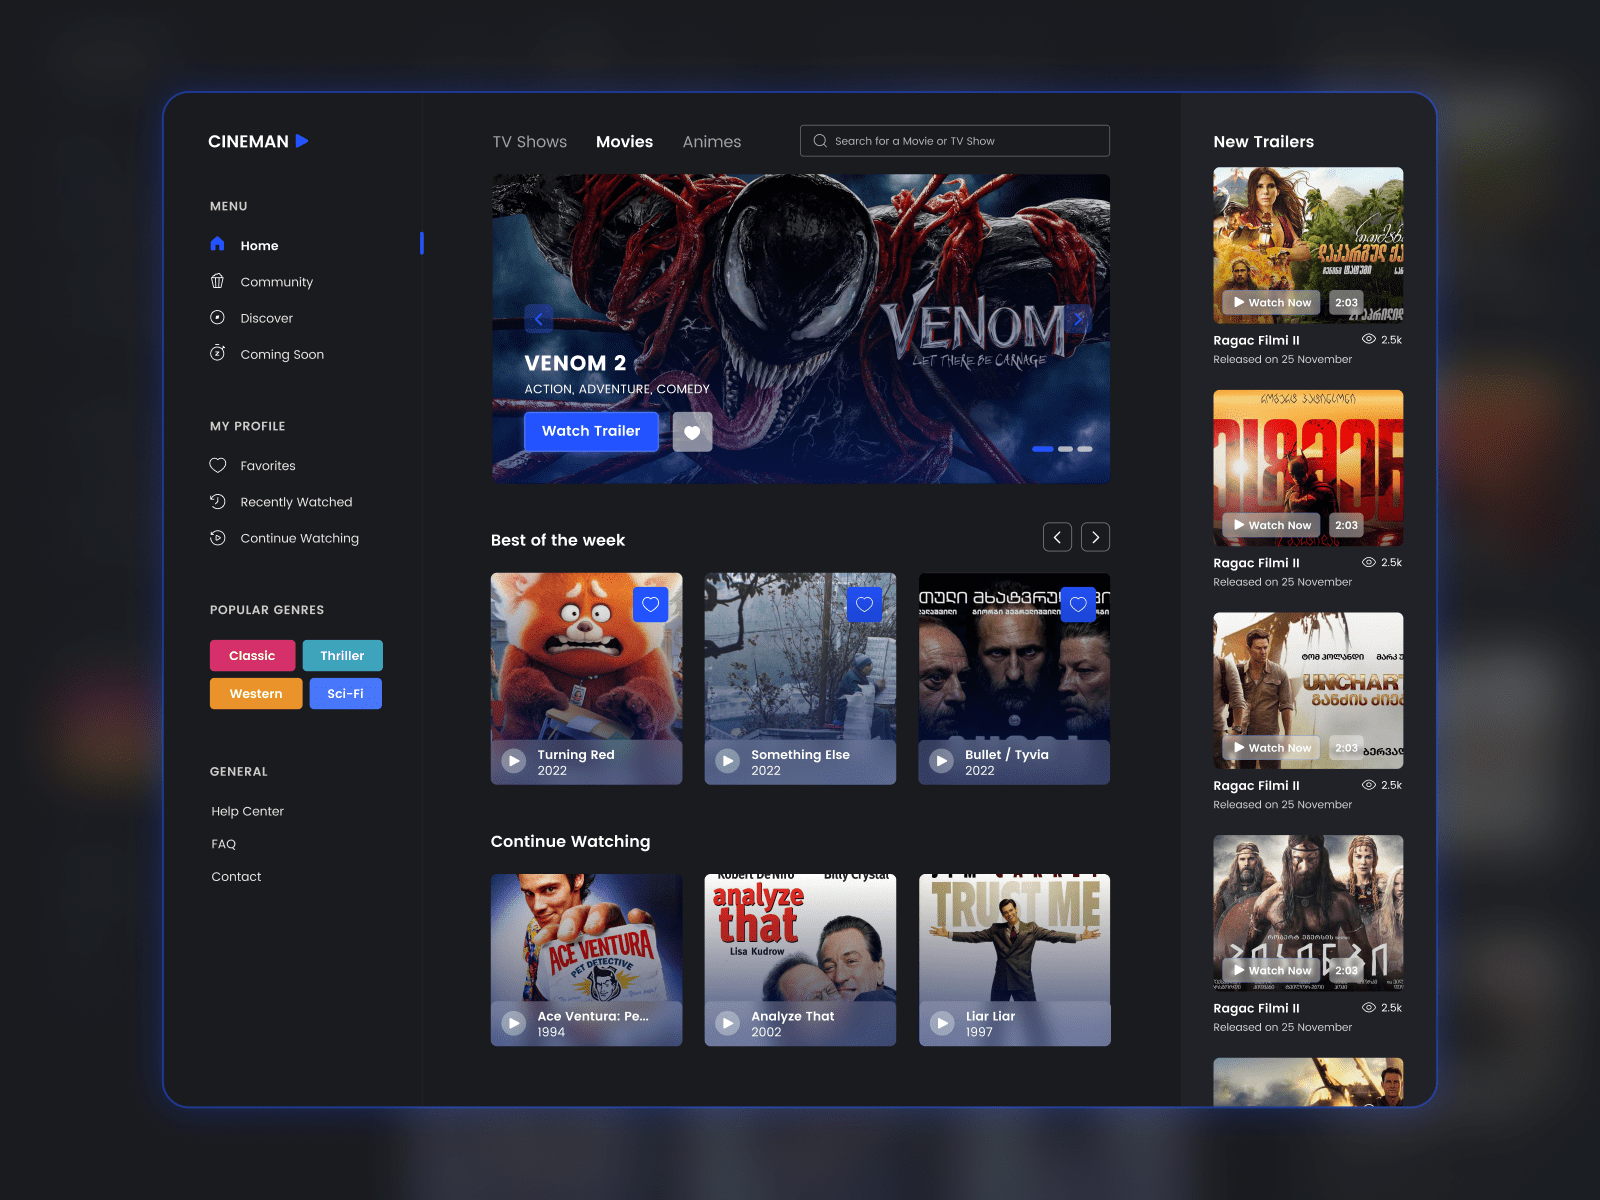 CINEMAN
MENU
Home
Community
Discover
Coming Soon
MY PROFILE
Favorites
Recently Watched
Continue Watching
POPULAR GENRES
Classic
Thriller
Western
Sci-Fi
GENERAL
Help Center
FAQ
Contact
TV Shows
Movies
Animes
Search for a Movie or TV Show
VENOM
LET THERE BE CARNAGE
VENOM 2
ACTION, ADVENTURE, COMEDY
Watch Trailer
Best of the week
Turning Red
2022
Something Else
2022
Bullet / Tyvia
2022
Continue Watching
ACE VENTURA
PET DETECTIVE
Ace Ventura: Pe...
1994
Robert De Niro
Billy Crystal
analyze
that
Lisa Kudrow
Analyze That
2002
TRUST ME
Liar Liar
1997
New Trailers
Watch Now
2:03
Ragac Filmi II
2.5k
Released on 25 November
რობერტ პატინსონი
Watch Now
2:03
Ragac Filmi II
2.5k
Released on 25 November
ტომ ჰოლანდი
UNCHART
Watch Now
2:03
Ragac Filmi II
2.5k
Released on 25 November
Watch Now
2:03
Ragac Filmi II
2.5k
Released on 25 November